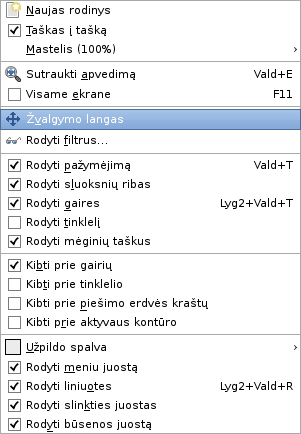 Naujas rodinys
Taškas į tašką
Mastelis (100%)
Sutraukti apvedimą Vald+E
Visame ekrane F11
Žvalgymo langas
Rodyti filtrus...
Rodyti pažymėjimą Vald+T
Rodyti sluoksnių ribas
Rodyti gaires Lyg2+Vald+T
Rodyti tinklelį
Rodyti mėginių taškus
Kibti prie gairių
Kibti prie tinklelio
Kibti prie piešimo erdvės kraštų
Kibti prie aktyvaus kontūro
Užpildo spalva
Rodyti meniu juostą
Rodyti liniuotes Lyg2+Vald+R
Rodyti slinkties juostas
Rodyti būsenos juostą